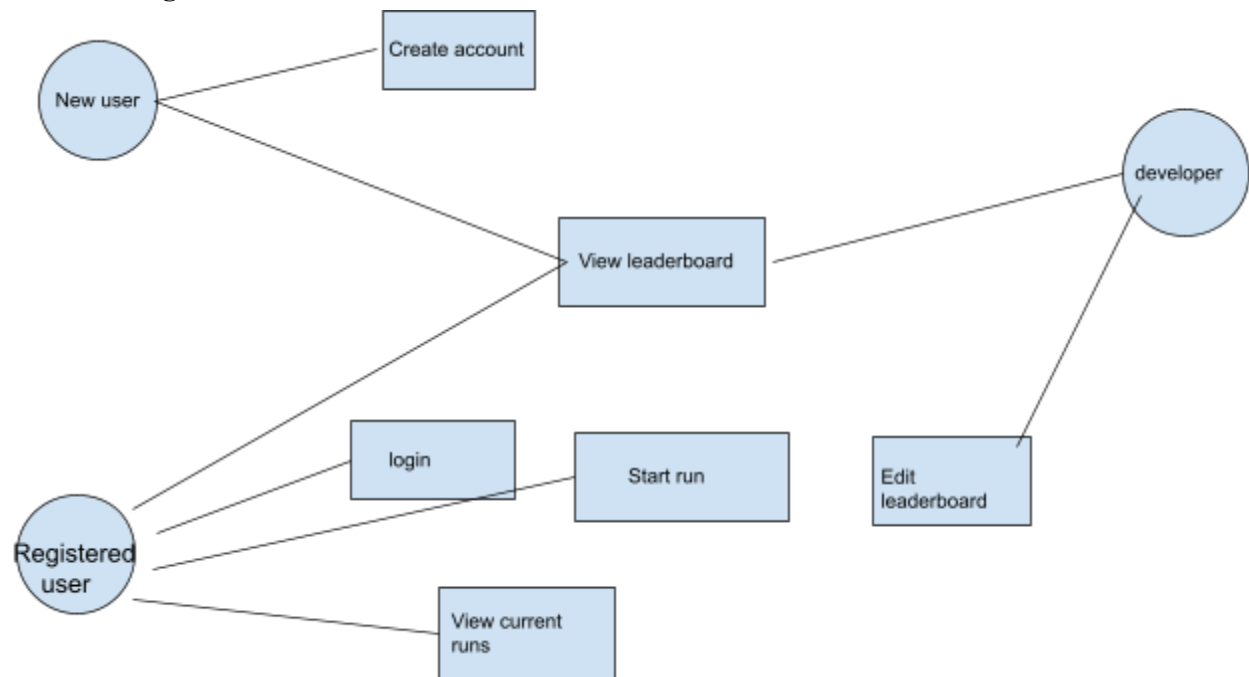 Create account
New user
developer
View leaderboard
login
Start run
Edit
leaderboard
Registered
user
View current
runs